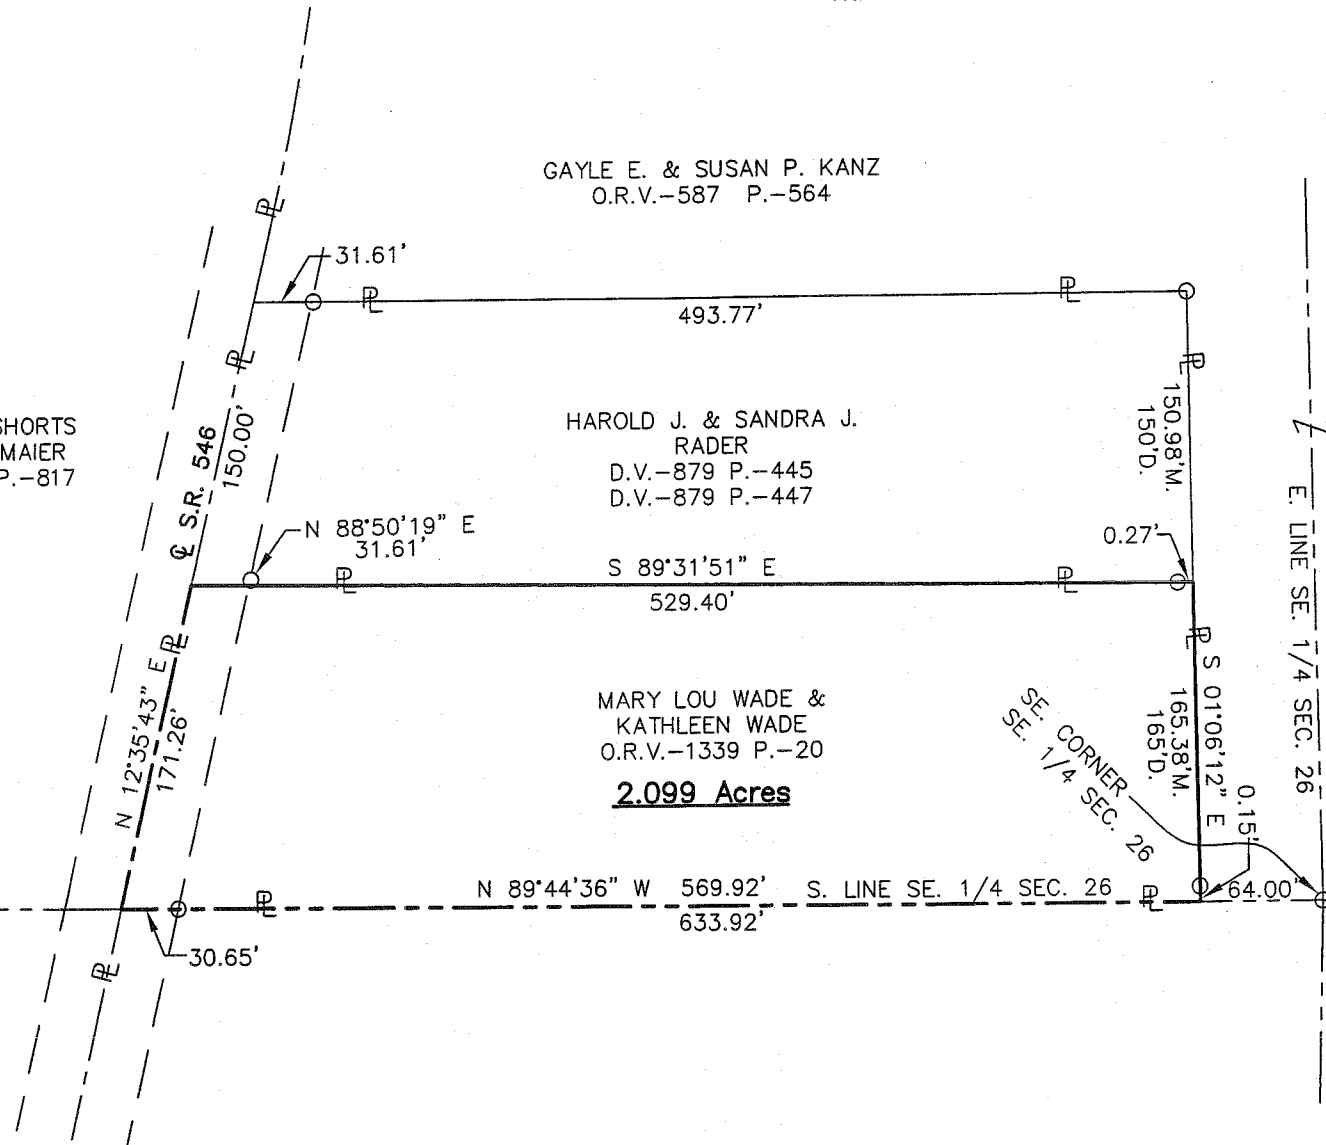 GAYLE E. & SUSAN P. KANZ
O.R.V.-587 P.-564
31.61'
493.77'
SHORTS
MAIER
P.-817
℄ S.R. 546
150.00'
HAROLD J. & SANDRA J.
RADER
D.V.-879 P.-445
D.V.-879 P.-447
150.98'M.
150'D.
N 88°50'19" E
31.61'
0.27'
S 89°31'51" E
529.40'
E. LINE SE. 1/4 SEC. 26
N 12°35'43" E
171.26'
MARY LOU WADE &
KATHLEEN WADE
O.R.V.-1339 P.-20
2.099 Acres
S 01°06'12" E
165.38'M.
165'D.
SE. CORNER
SE. 1/4 SEC. 26
0.15'
N 89°44'36" W 569.92' S. LINE SE. 1/4 SEC. 26
64.00'
633.92'
30.65'